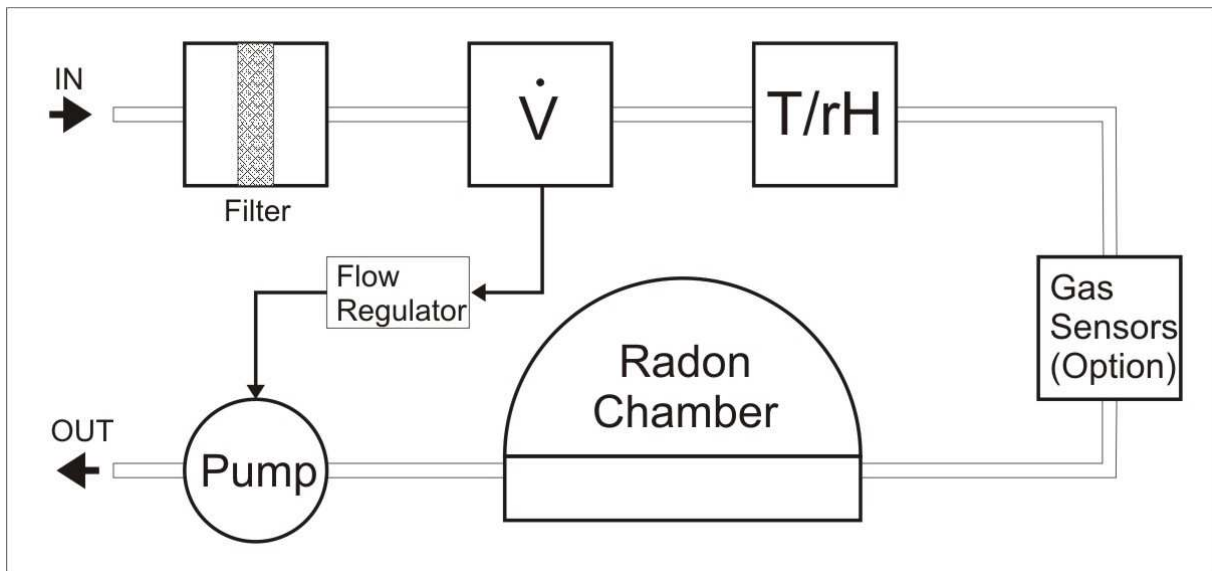 IN
V̇
T/rH
Filter
Flow
Regulator
Gas
Sensors
(Option)
Radon
Chamber
OUT
Pump